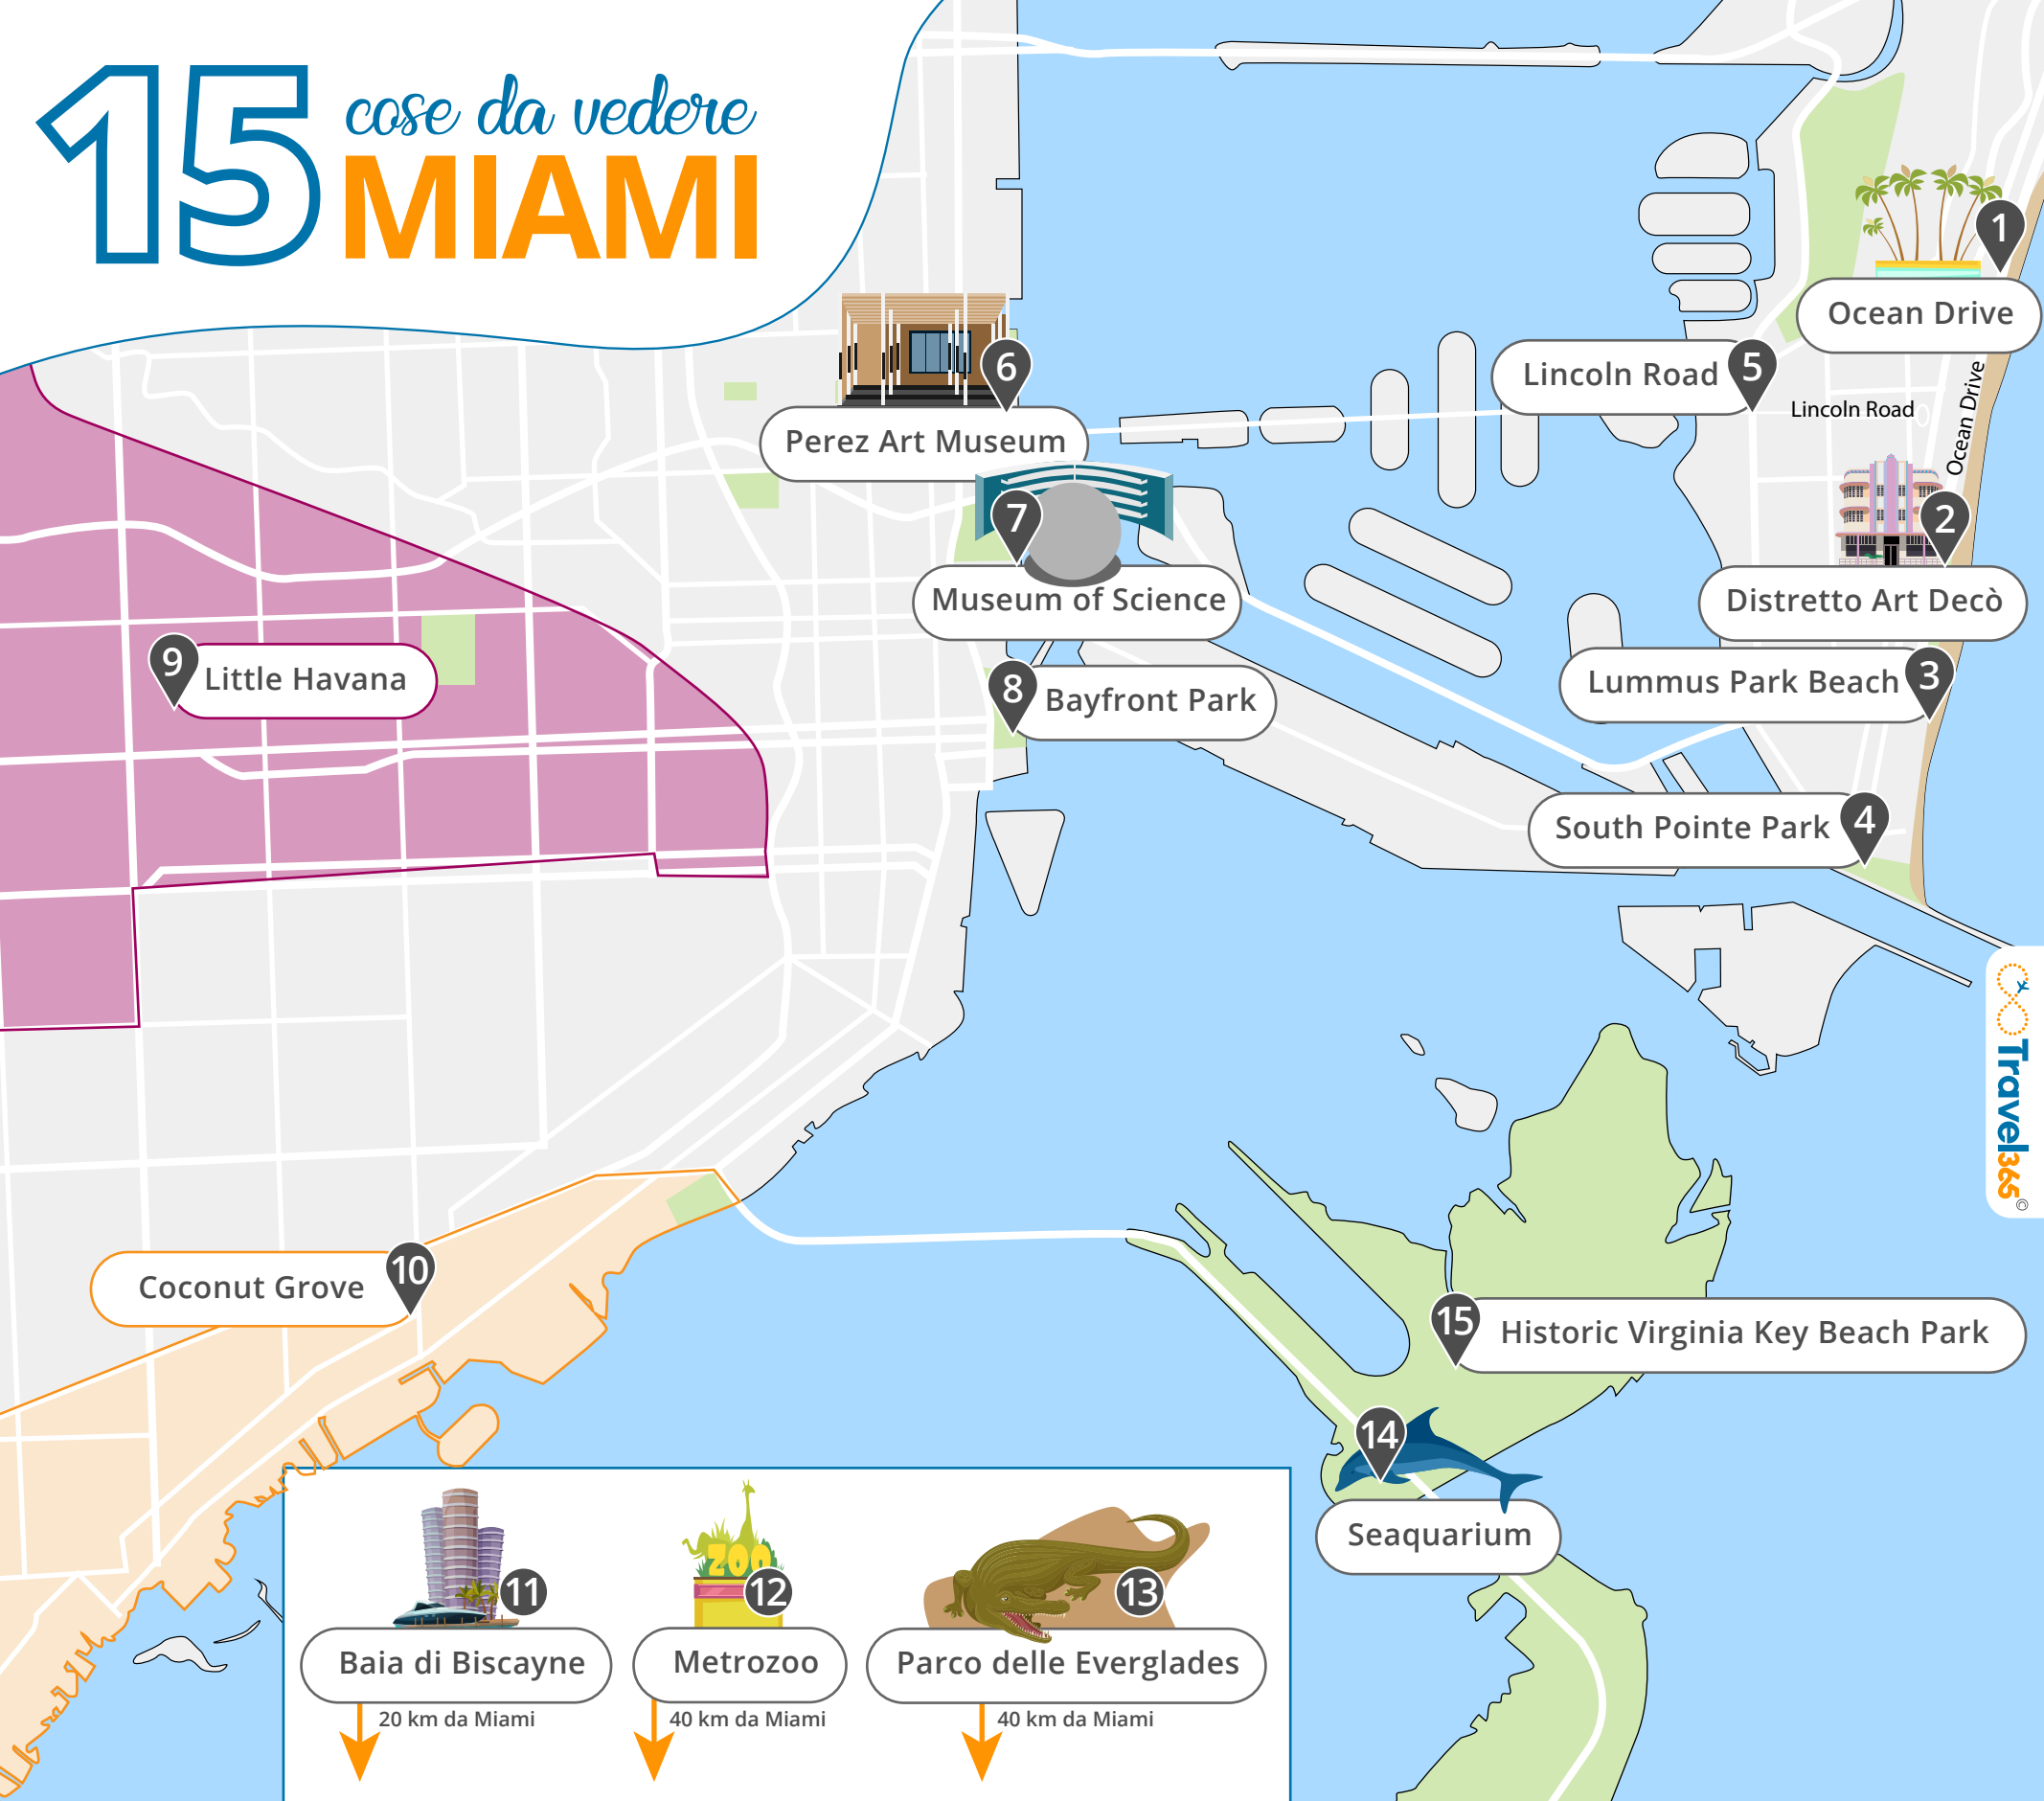 15 cose da vedere
MIAMI
1
Ocean Drive
Lincoln Road
5
Lincoln Road
Ocean Drive
6
Perez Art Museum
2
Distretto Art Decò
7
Museum of Science
9
Little Havana
8
Bayfront Park
Lummus Park Beach
3
South Pointe Park
4
Travel365©
Coconut Grove
10
15
Historic Virginia Key Beach Park
14
Seaquarium
ZOO
11
12
13
Baia di Biscayne
Metrozoo
Parco delle Everglades
20 km da Miami
40 km da Miami
40 km da Miami